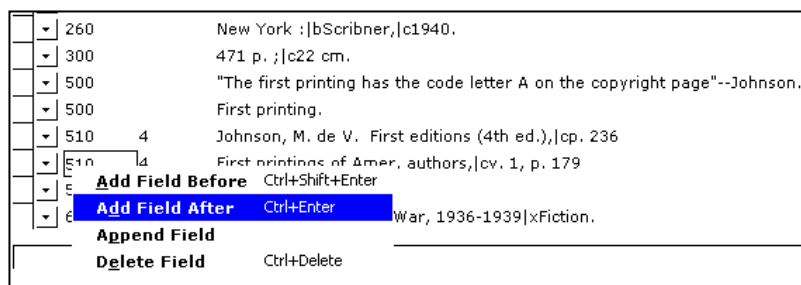 260 New York :|bScribner,|c1940.
300 471 p. ;|c22 cm.
500 "The first printing has the code letter A on the copyright page"--Johnson.
500 First printing.
510 4 Johnson, M. de V. First editions (4th ed.),|cp. 236
510 4 First printings of Amer. authors,|cv. 1, p. 179
5
Add Field Before Ctrl+Shift+Enter
Add Field After Ctrl+Enter
6 War, 1936-1939|xFiction.
Append Field
Delete Field Ctrl+Delete